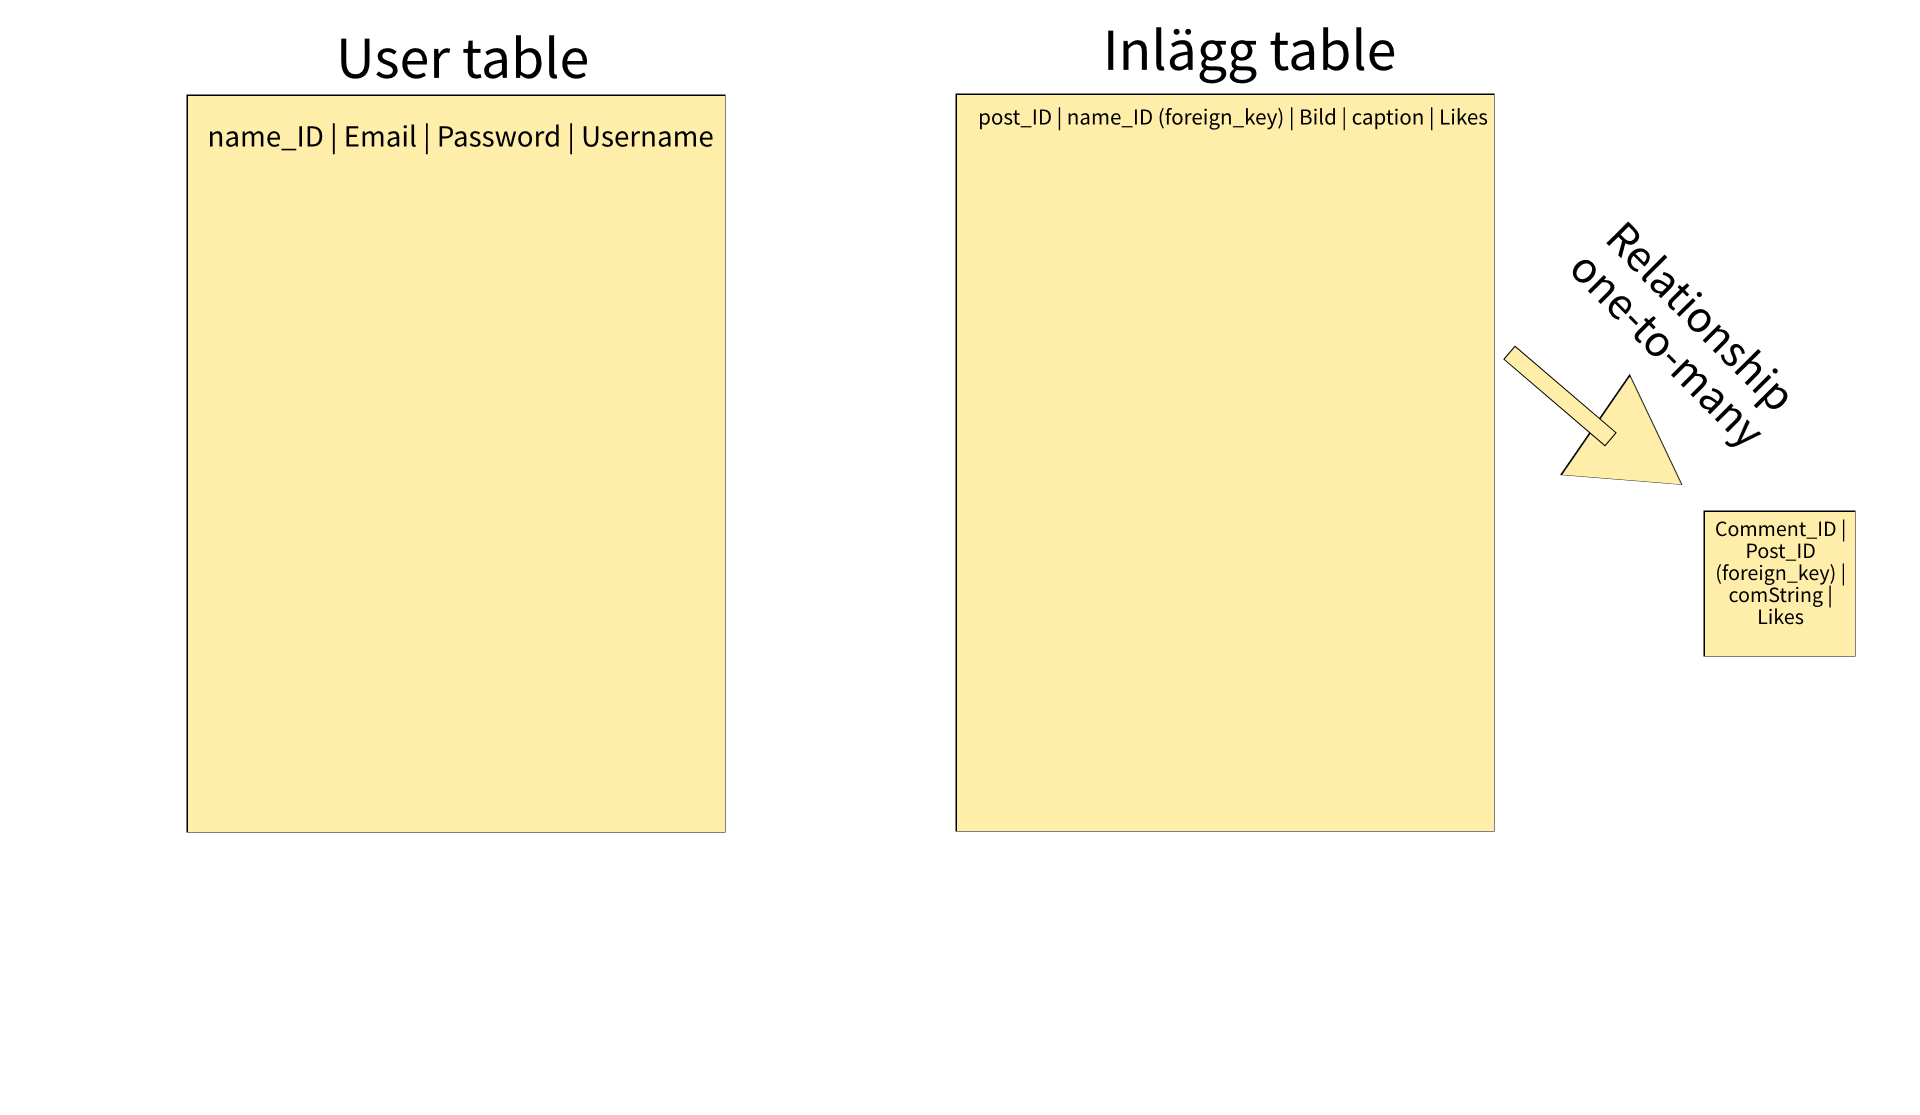 User table
name_ID | Email | Password | Username
Inlägg table
post_ID | name_ID (foreign_key) | Bild | caption | Likes
Relationship
one-to-many
Comment_ID |
Post_ID
(foreign_key) |
comString |
Likes